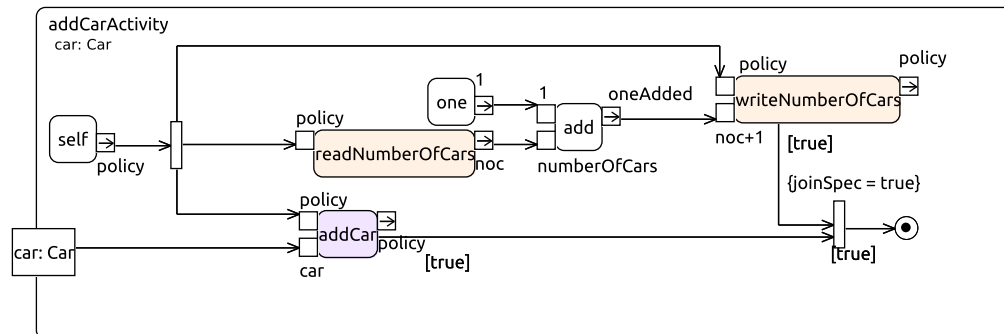 addCarActivity
car: Car
policy
policy
1
one
1
oneAdded
writeNumberOfCars
self
policy
add
noc+1
[true]
policy
readNumberOfCars
noc
numberOfCars
{joinSpec = true}
policy
addCar
policy
car: Car
[true]
[true]
car